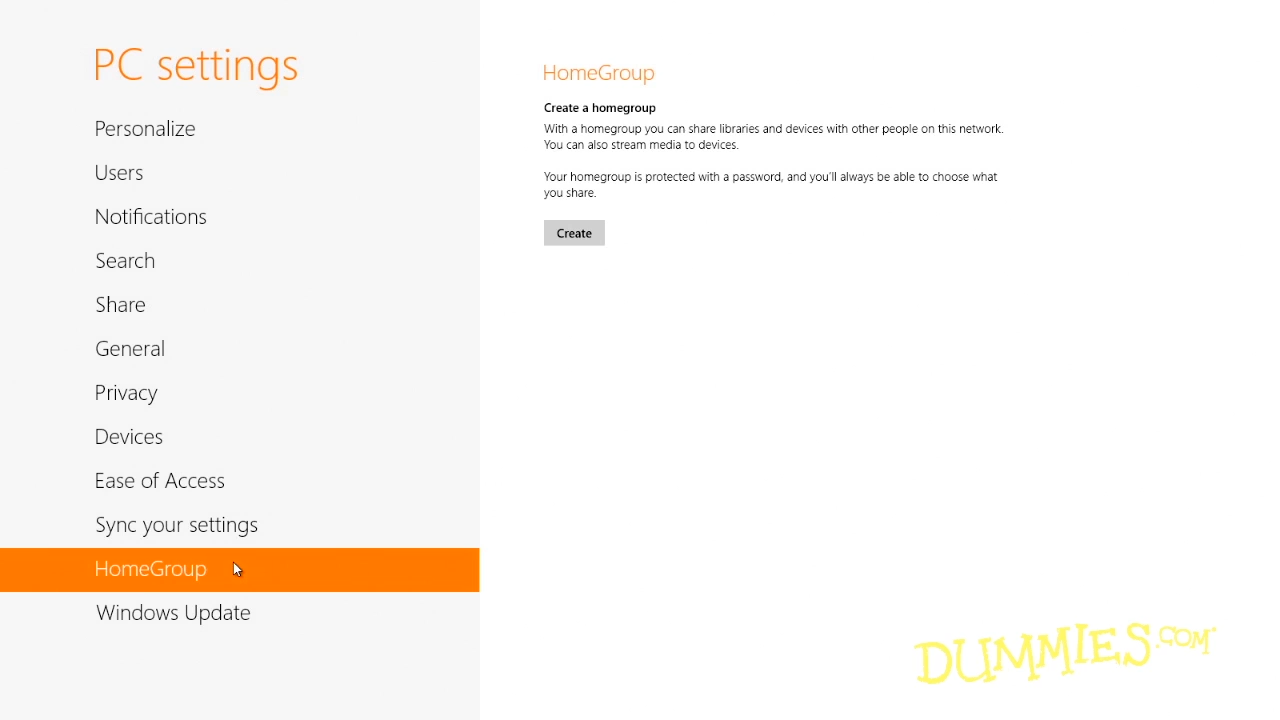 PC settings
Personalize
Users
Notifications
Search
Share
General
Privacy
Devices
Ease of Access
Sync your settings
HomeGroup
Windows Update
HomeGroup
Create a homegroup
With a homegroup you can share libraries and devices with other people on this network.
You can also stream media to devices.
Your homegroup is protected with a password, and you'll always be able to choose what
you share.
Create
DUMMIES.COM